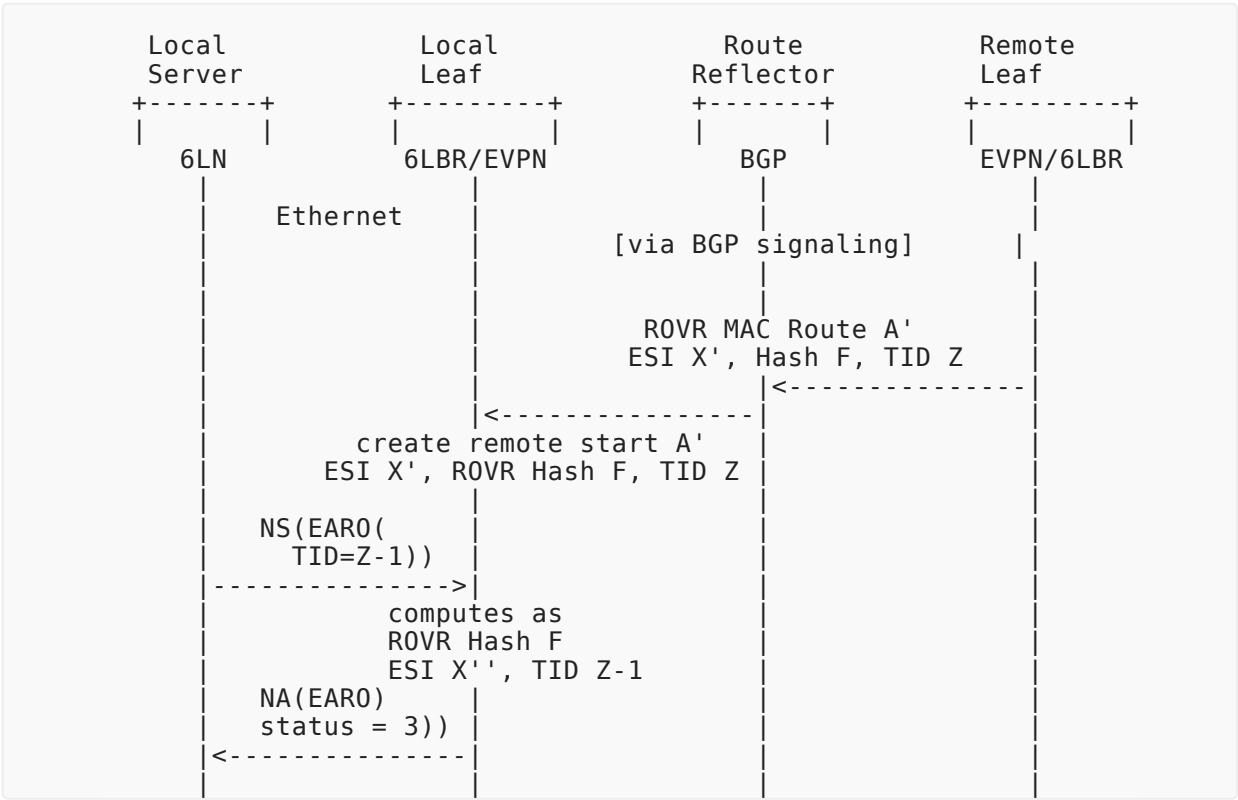 Local Local Route Remote
Server Leaf Reflector Leaf
+-------+ +---------+ +-------+ +---------+
| | | | | | | |
6LN 6LBR/EVPN BGP EVPN/6LBR
| | | |
| Ethernet | | |
| | [via BGP signaling] |
| | | |
| | | |
| | ROVR MAC Route A' |
| | ESI X', Hash F, TID Z |
| | |<---------------|
| |<----------------| |
| create remote start A' | |
| ESI X', ROVR Hash F, TID Z | |
| | | |
| NS(EARO( | | |
| TID=Z-1)) | | |
|--------------->| | |
| computes as | |
| ROVR Hash F | |
| ESI X'', TID Z-1 | |
| NA(EARO) | | |
| status = 3)) | | |
|<---------------| | |
| | | |